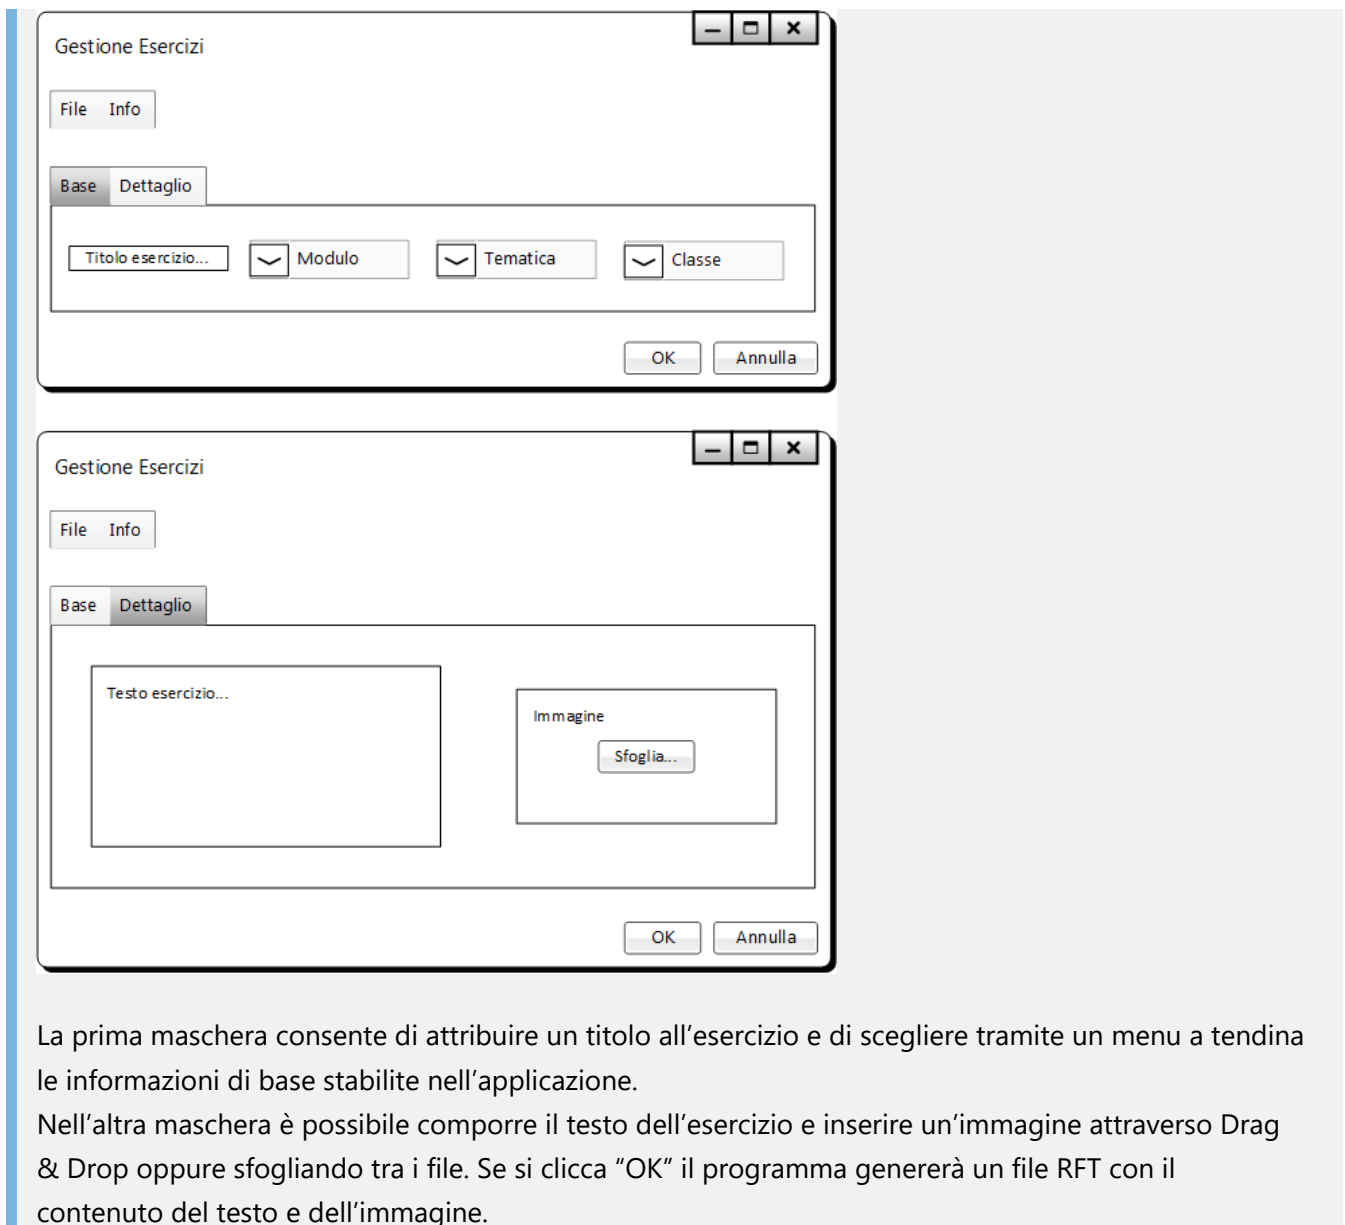 Gestione Esercizi
File Info
Base Dettaglio
Titolo esercizio... Modulo Tematica Classe
OK Annulla
Gestione Esercizi
File Info
Base Dettaglio
Testo esercizio...
Immagine
Sfoglia...
OK Annulla
La prima maschera consente di attribuire un titolo all’esercizio e di scegliere tramite un menu a tendina
le informazioni di base stabilite nell’applicazione.
Nell’altra maschera è possibile comporre il testo dell’esercizio e inserire un’immagine attraverso Drag
& Drop oppure sfogliando tra i file. Se si clicca “OK” il programma genererà un file RFT con il
contenuto del testo e dell’immagine.